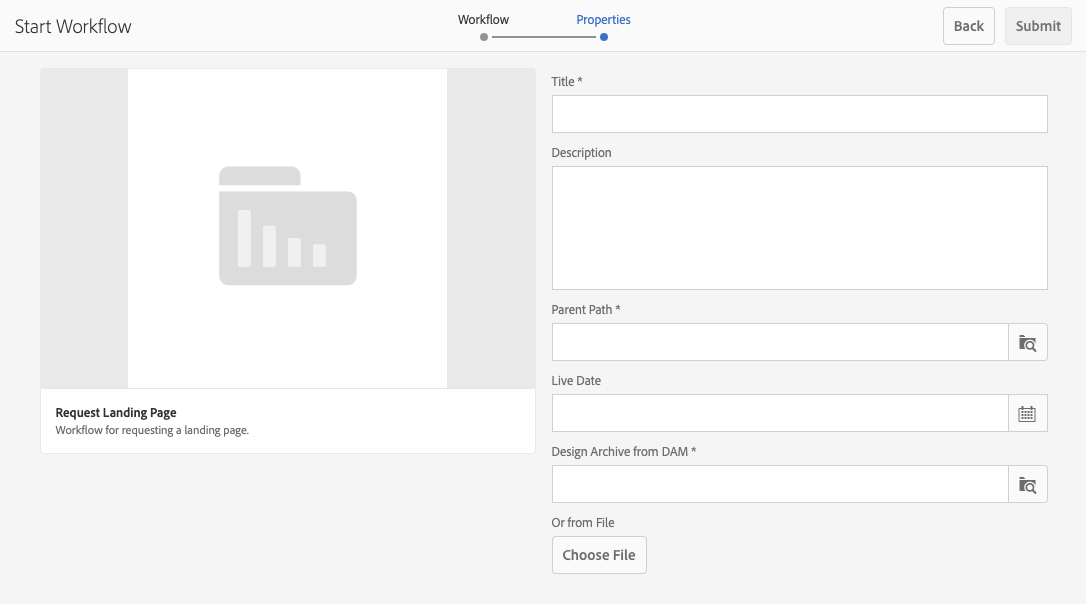 Start Workflow
Workflow
Properties
Back
Submit
Request Landing Page
Workflow for requesting a landing page.
Title *
Description
Parent Path *
Live Date
Design Archive from DAM *
Or from File
Choose File